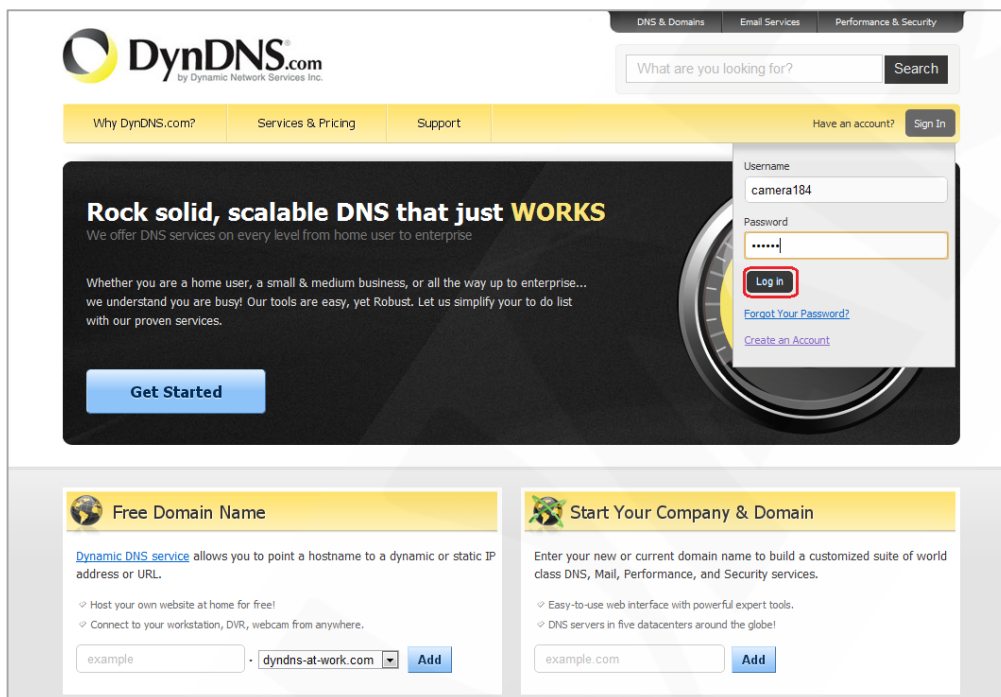 DNS & Domains Email Services Performance & Security
DynDNS.com
by Dynamic Network Services Inc.
What are you looking for? Search
Why DynDNS.com? Services & Pricing Support Have an account? Sign In
Username
camera184
Password
••••••
Log in
Forgot Your Password?
Create an Account
Rock solid, scalable DNS that just WORKS
We offer DNS services on every level from home user to enterprise
Whether you are a home user, a small & medium business, or all the way up to enterprise...
we understand you are busy! Our tools are easy, yet Robust. Let us simplify your to do list
with our proven services.
Get Started
Free Domain Name
Dynamic DNS service allows you to point a hostname to a dynamic or static IP
address or URL.
Host your own website at home for free!
Connect to your workstation, DVR, webcam from anywhere.
example . dyndns-at-work.com Add
Start Your Company & Domain
Enter your new or current domain name to build a customized suite of world
class DNS, Mail, Performance, and Security services.
Easy-to-use web interface with powerful expert tools.
DNS servers in five datacenters around the globe!
example.com Add